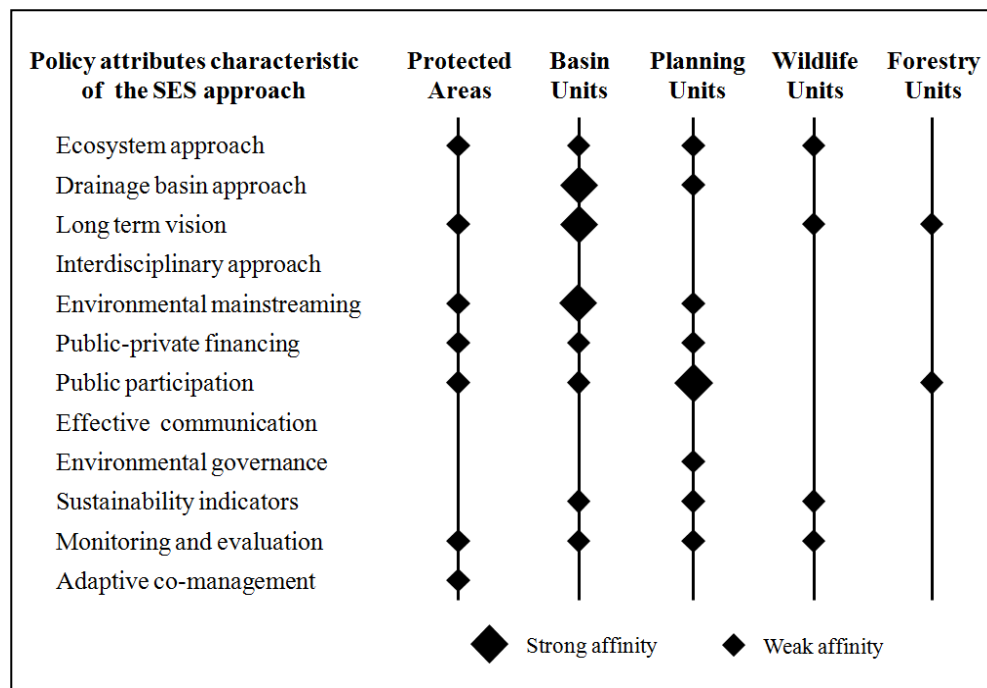 Policy attributes characteristic of the SES approach
Protected Areas
Basin Units
Planning Units
Wildlife Units
Forestry Units
Ecosystem approach
Drainage basin approach
Long term vision
Interdisciplinary approach
Environmental mainstreaming
Public-private financing
Public participation
Effective communication
Environmental governance
Sustainability indicators
Monitoring and evaluation
Adaptive co-management
Strong affinity
Weak affinity